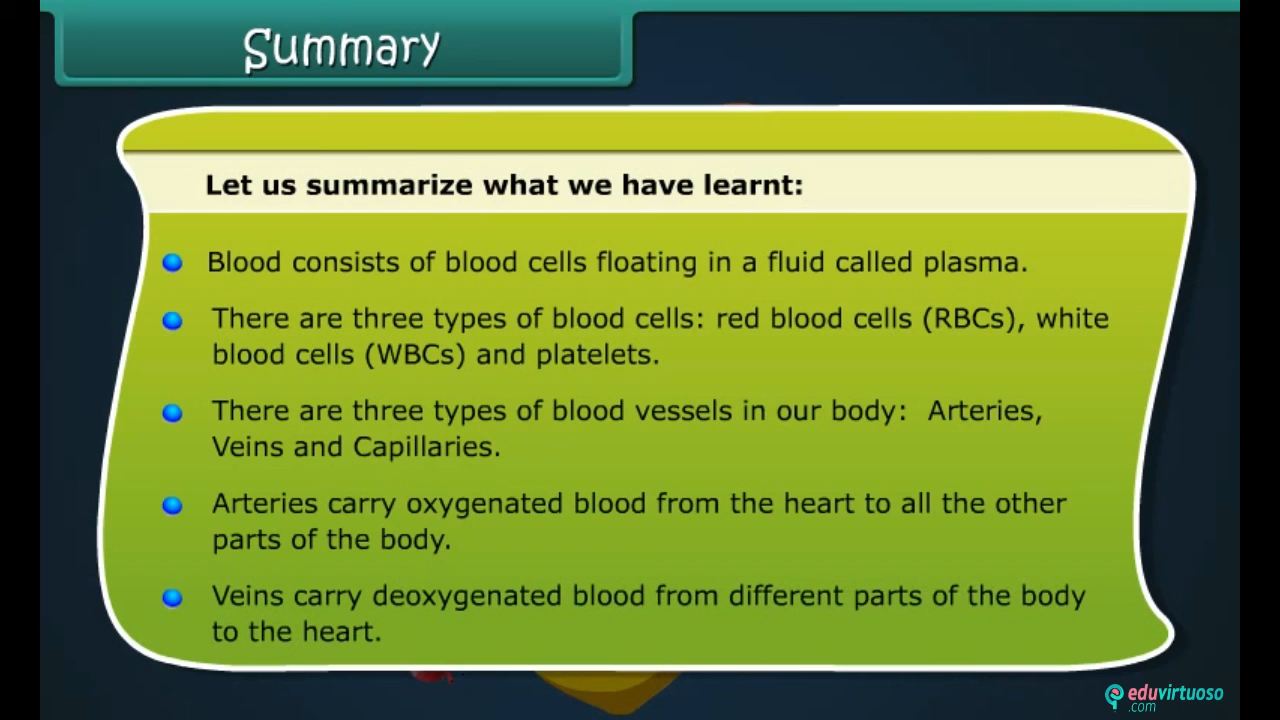 Summary
Let us summarize what we have learnt:
Blood consists of blood cells floating in a fluid called plasma.
There are three types of blood cells: red blood cells (RBCs), white
blood cells (WBCs) and platelets.
There are three types of blood vessels in our body:  Arteries,
Veins and Capillaries.
Arteries carry oxygenated blood from the heart to all the other
parts of the body.
Veins carry deoxygenated blood from different parts of the body
to the heart.
eduvirtuoso
.com